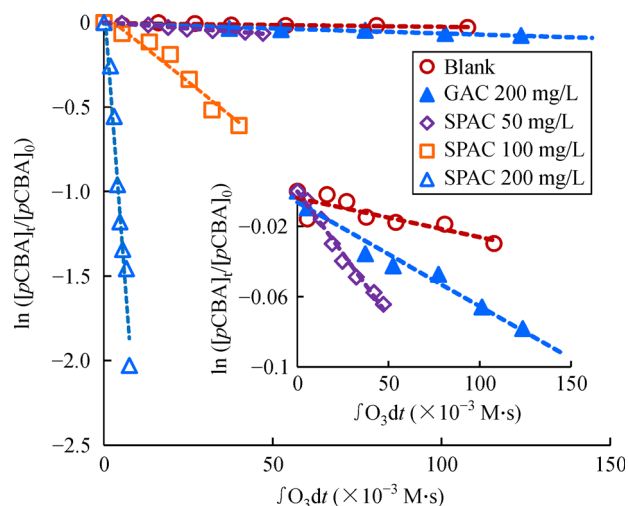 0
−0.5
−1.0
−1.5
−2.0
−2.5
ln ([pCBA]t/[pCBA]0)
0
50
100
150
∫O3dt (×10−3 M·s)
Blank
GAC 200 mg/L
SPAC 50 mg/L
SPAC 100 mg/L
SPAC 200 mg/L
−0.02
−0.06
−0.1
ln ([pCBA]t/[pCBA]0)
0
50
100
150
∫O3dt (×10−3 M·s)